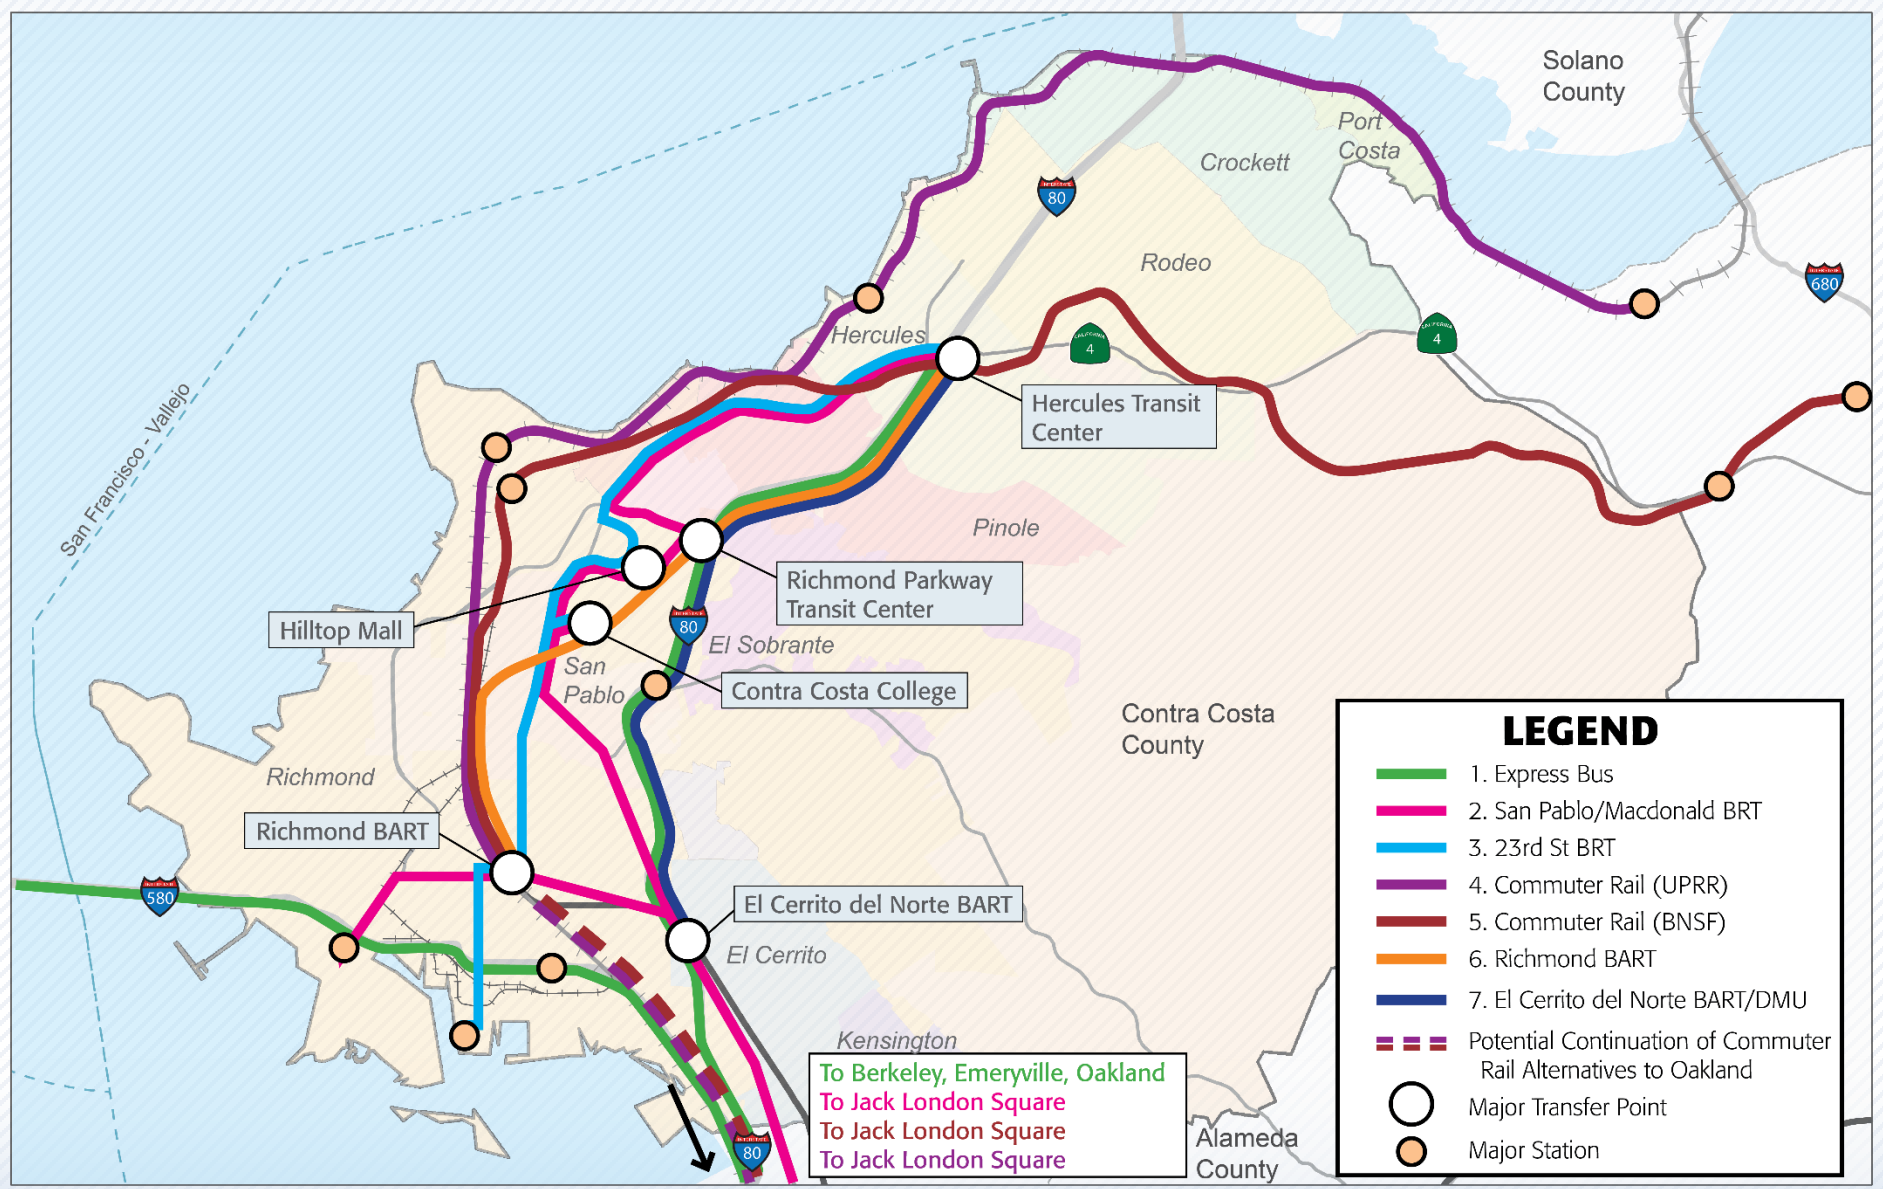 Solano
County
Port
Costa
Crockett
80
Rodeo
680
San Francisco - Vallejo
Hercules
CALIFORNIA
4
CALIFORNIA
4
Hercules Transit
Center
Pinole
Richmond Parkway
Transit Center
Hilltop Mall
80
El Sobrante
San
Pablo
Contra Costa College
Contra Costa
County
Richmond
Richmond BART
580
El Cerrito del Norte BART
El Cerrito
Kensington
To Berkeley, Emeryville, Oakland
To Jack London Square
To Jack London Square
To Jack London Square
80
Alameda
County
LEGEND
1. Express Bus
2. San Pablo/Macdonald BRT
3. 23rd St BRT
4. Commuter Rail (UPRR)
5. Commuter Rail (BNSF)
6. Richmond BART
7. El Cerrito del Norte BART/DMU
Potential Continuation of Commuter
Rail Alternatives to Oakland
Major Transfer Point
Major Station